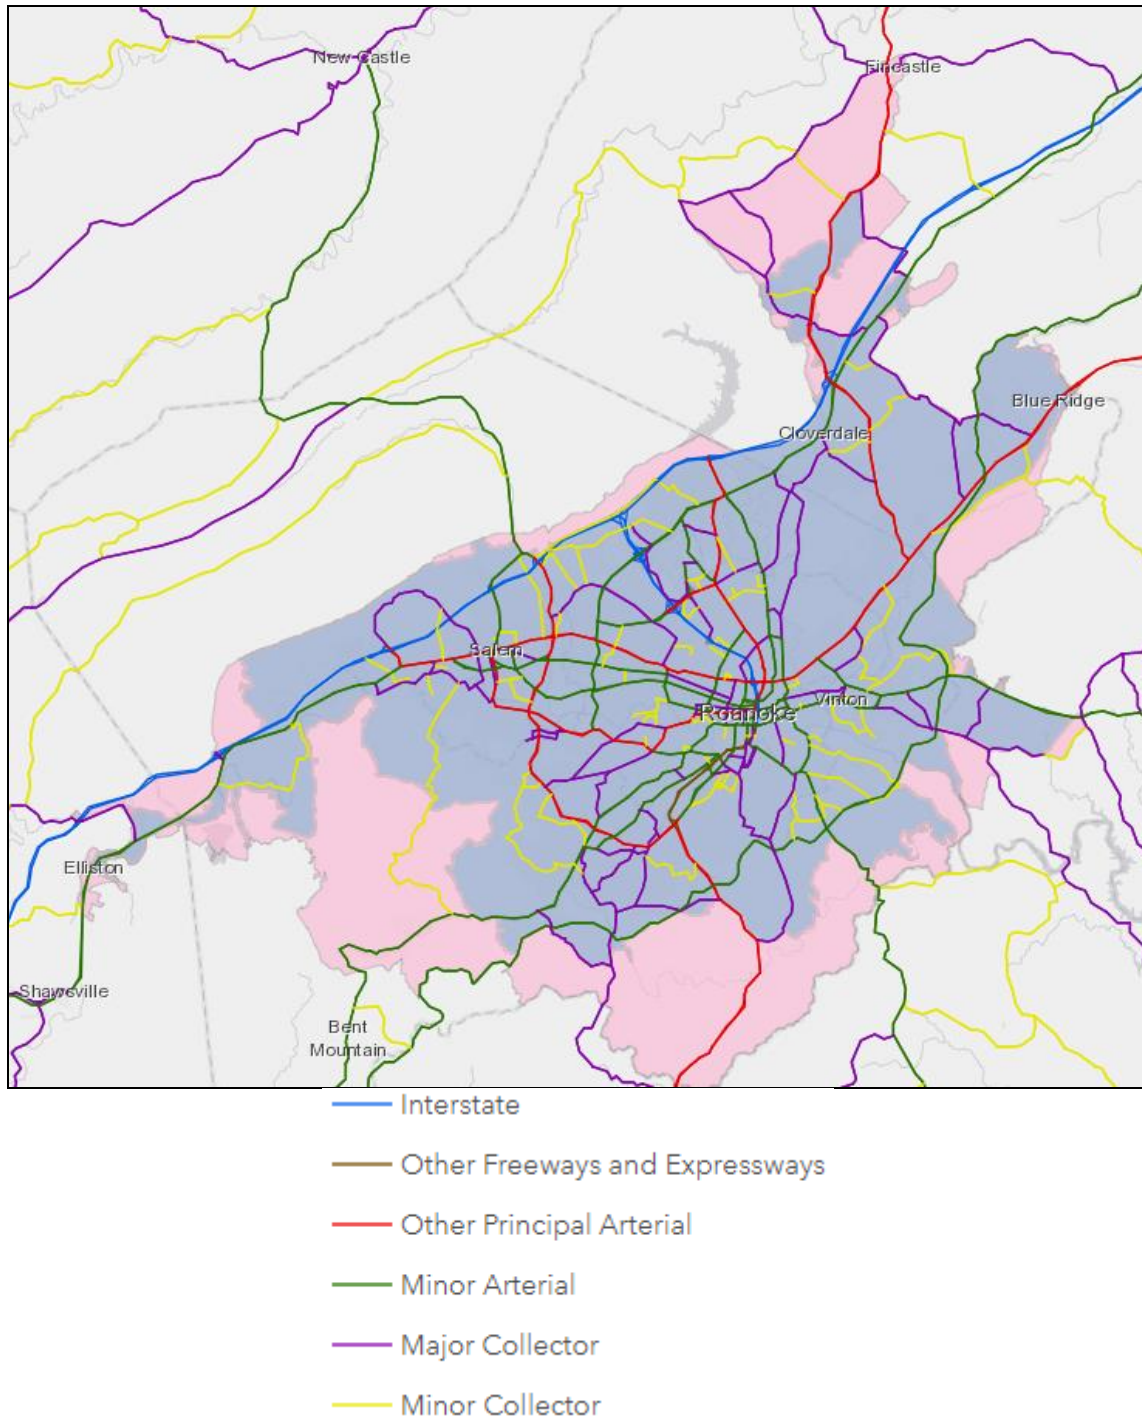 New Castle
Fincastle
Blue Ridge
Cloverdale
Salem
Vinton
Roanoke
Elliston
Shawsville
Bent
Mountain
Interstate
Other Freeways and Expressways
Other Principal Arterial
Minor Arterial
Major Collector
Minor Collector